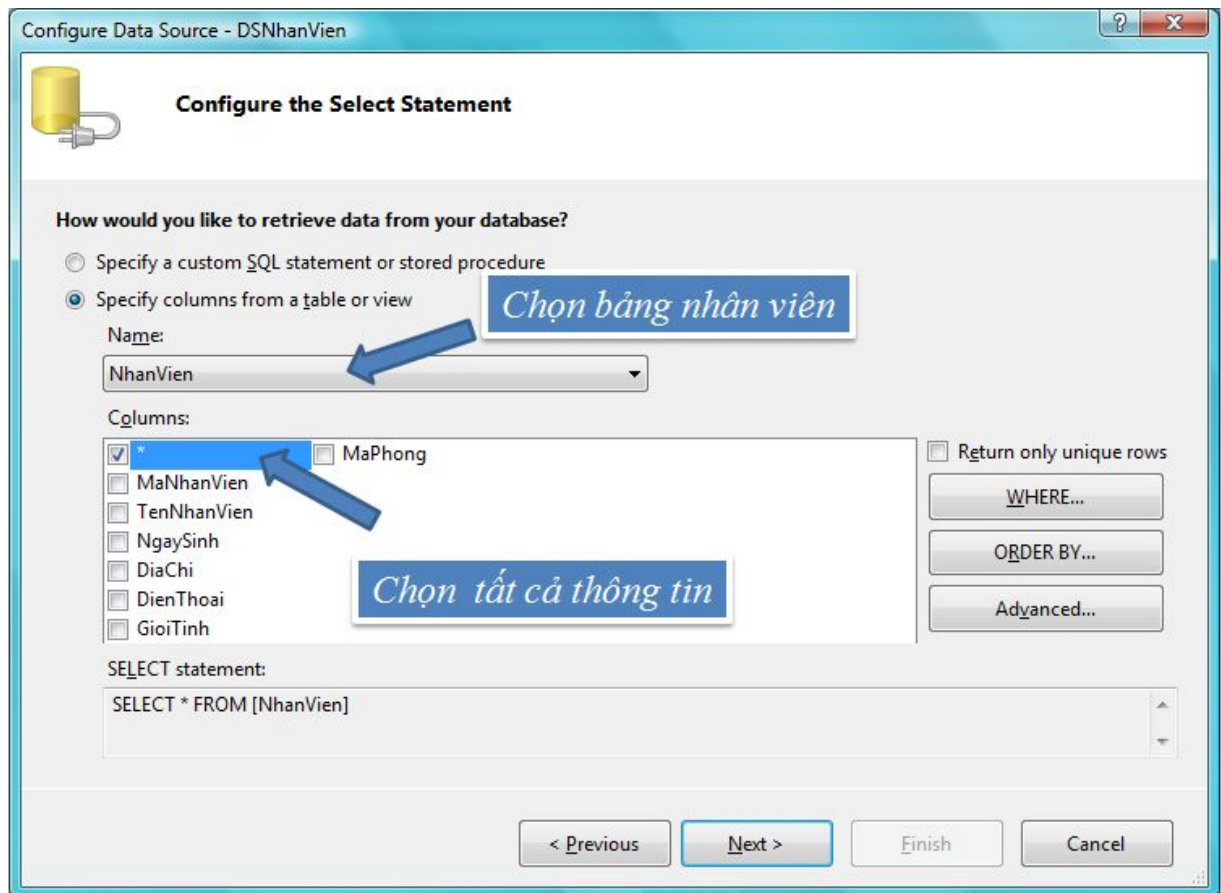 Configure Data Source - DSNhanVien
Configure the Select Statement
How would you like to retrieve data from your database?
Specify a custom SQL statement or stored procedure
Specify columns from a table or view
Chọn bảng nhân viên
Name:
NhanVien
Columns:
* MaPhong
Return only unique rows
MaNhanVien
WHERE...
TenNhanVien
NgaySinh
ORDER BY...
DiaChi
Chọn tất cả thông tin
DienThoai
Advanced...
GioiTinh
SELECT statement:
SELECT * FROM [NhanVien]
< Previous
Next >
Finish
Cancel